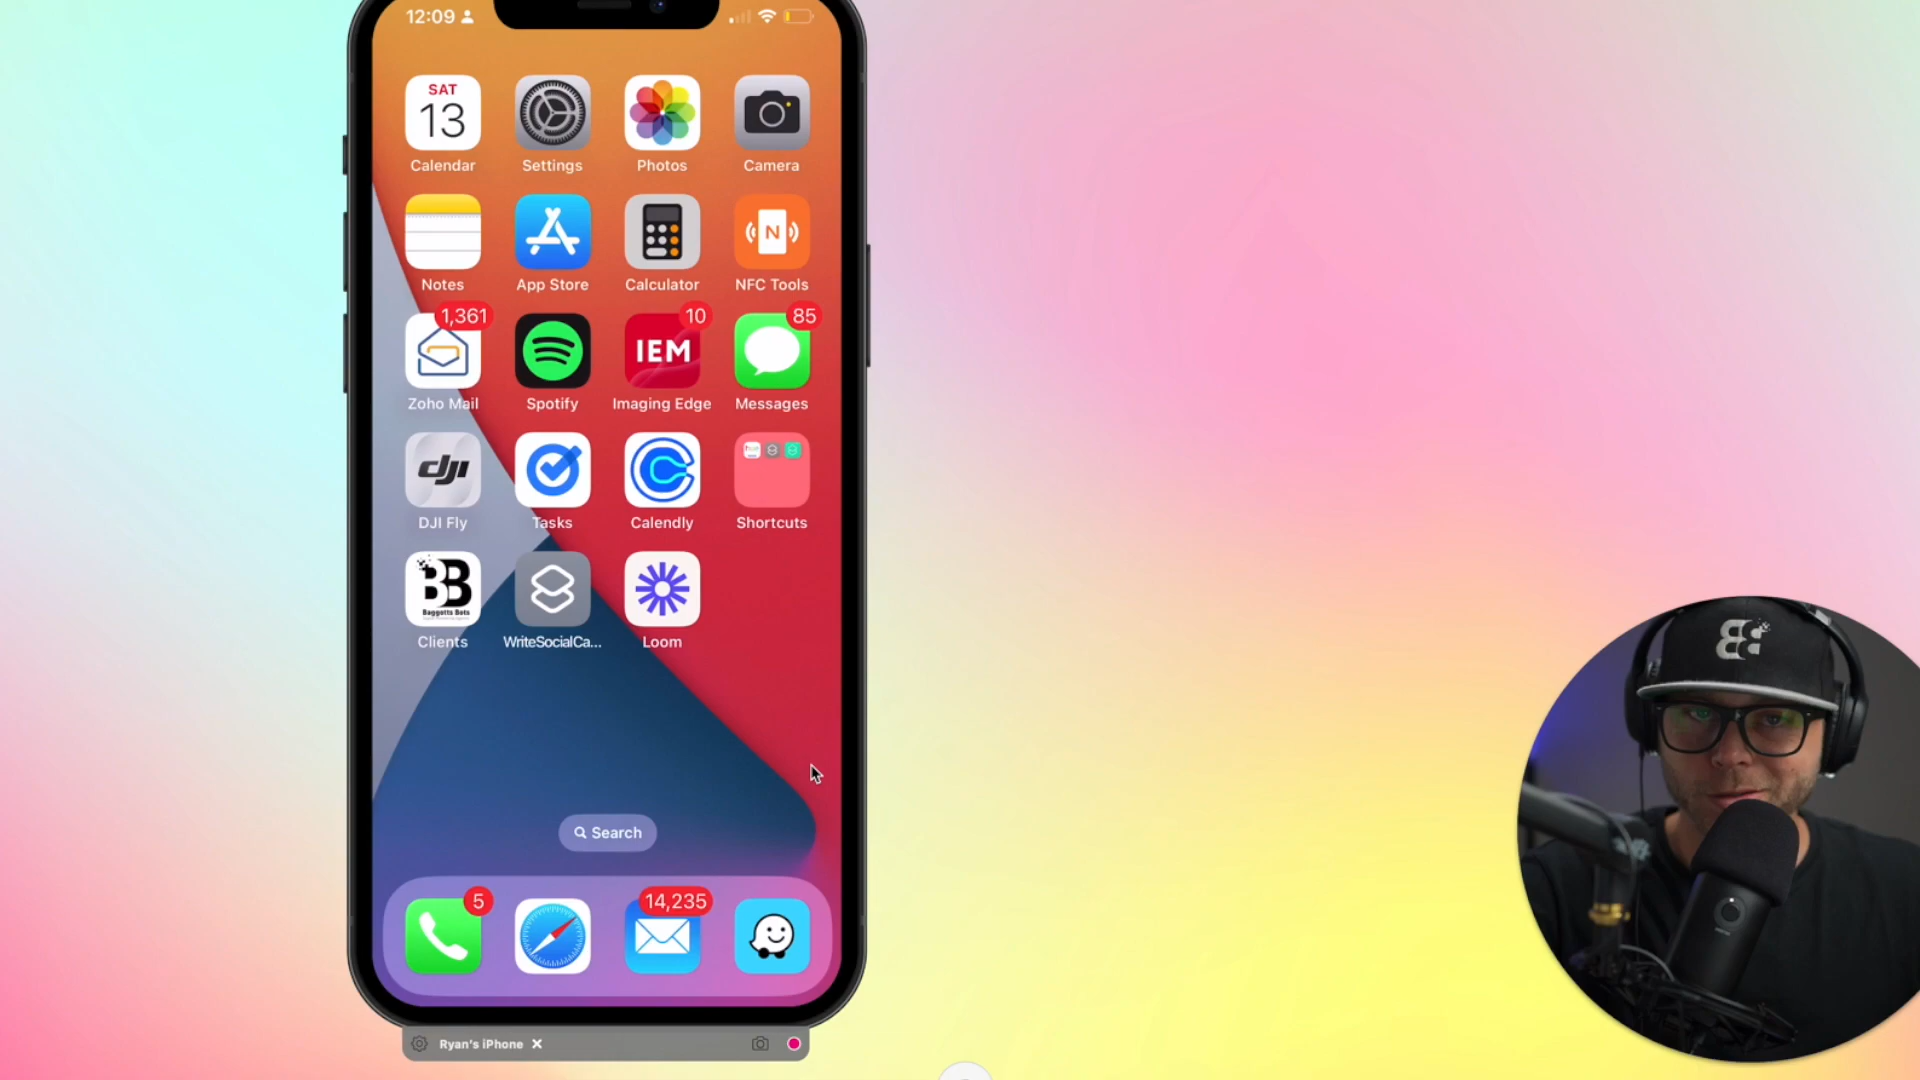 12:09
SAT
13
Calendar
Settings
Photos
Camera
N
Notes
App Store
Calculator
NFC Tools
1,361
IEM
10
85
Zoho Mail
Spotify
Imaging Edge
Messages
dji
DJI Fly
Tasks
Calendly
Shortcuts
BB
Baggotts Bots
Clients
WriteSocialCa...
Loom
Search
5
14,235
Ryan's iPhone